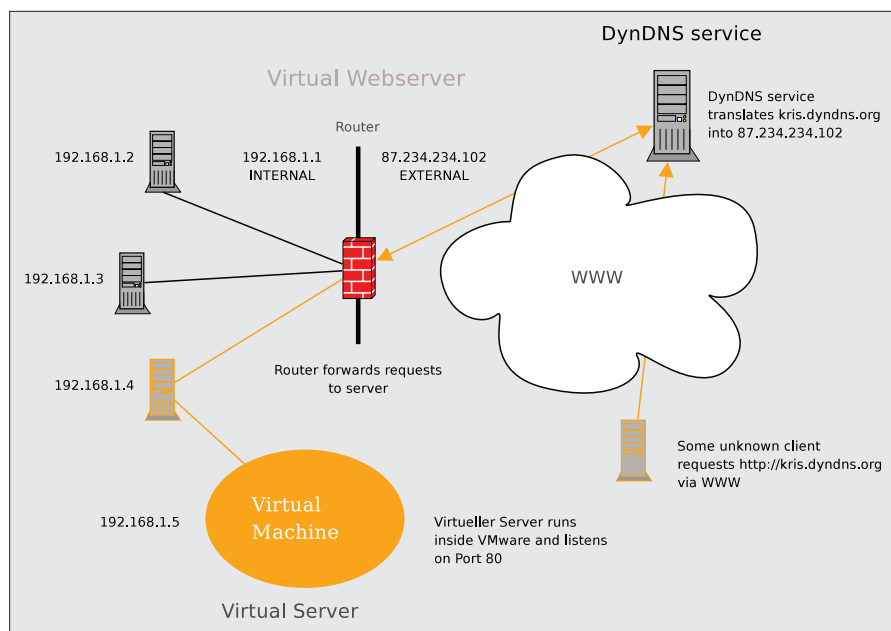 DynDNS service
Virtual Webserver
DynDNS service
translates kris.dyndns.org
into 87.234.234.102
Router
192.168.1.2
192.168.1.1
INTERNAL
87.234.234.102
EXTERNAL
192.168.1.3
WWW
Router forwards requests
to server
192.168.1.4
Some unknown client
requests http://kris.dyndns.org
via WWW
192.168.1.5
Virtual
Machine
Virtueller Server runs
inside VMware and listens
on Port 80
Virtual Server